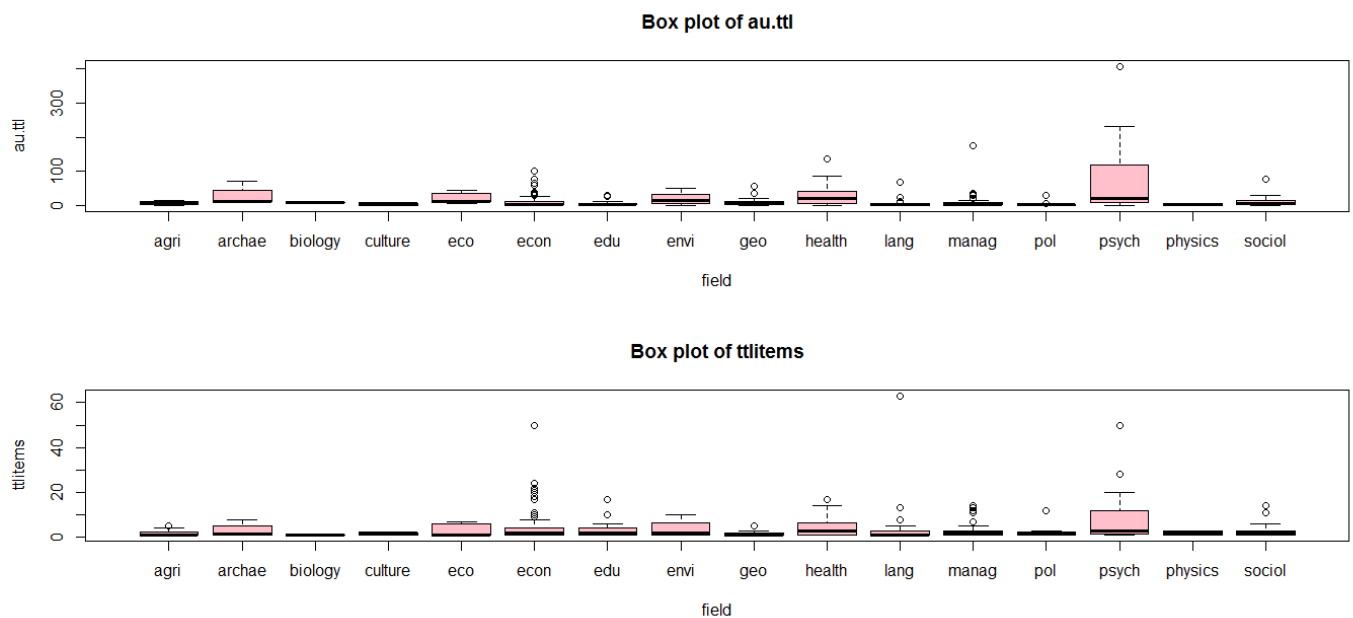 Box plot of au.ttl
au.ttl
300
100
0
agri archae biology culture eco econ edu envi geo health lang manag pol psych physics sociol
field
Box plot of ttlitems
ttlitems
60
40
20
0
agri archae biology culture eco econ edu envi geo health lang manag pol psych physics sociol
field